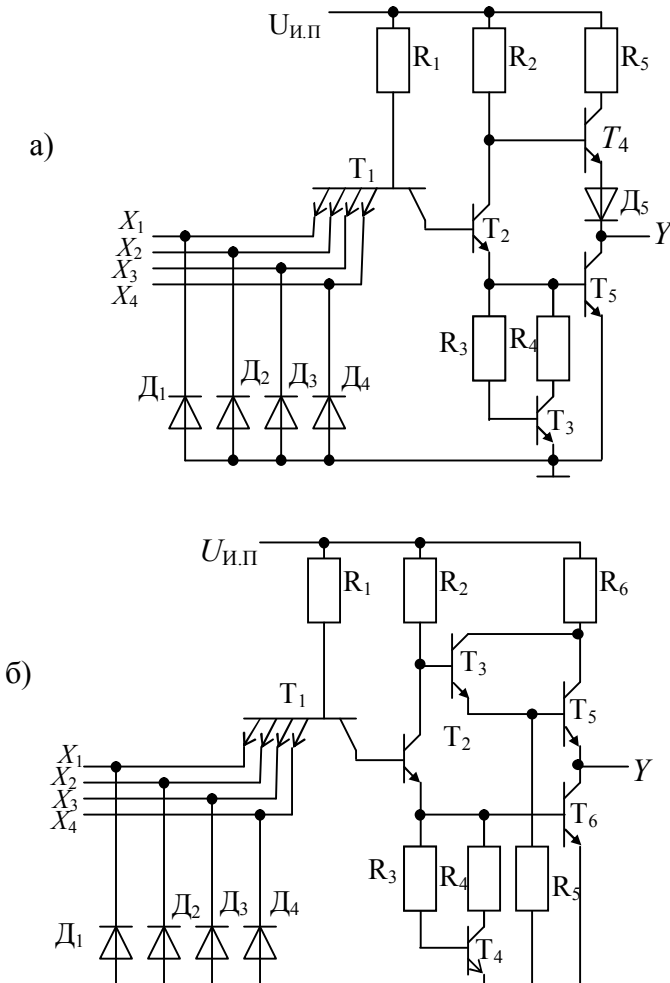 U_И.П
R₁
R₂
R₅
а)
T₄
T₁
Д₅
X₁
Y
X₂
T₂
X₃
X₄
T₅
R₃
R₄
Д₁
Д₂
Д₃
Д₄
T₃
U_И.П
R₁
R₂
R₆
б)
T₃
T₁
T₂
T₅
X₁
Y
X₂
X₃
X₄
T₆
R₃
R₄
R₅
Д₁
Д₂
Д₃
Д₄
T₄